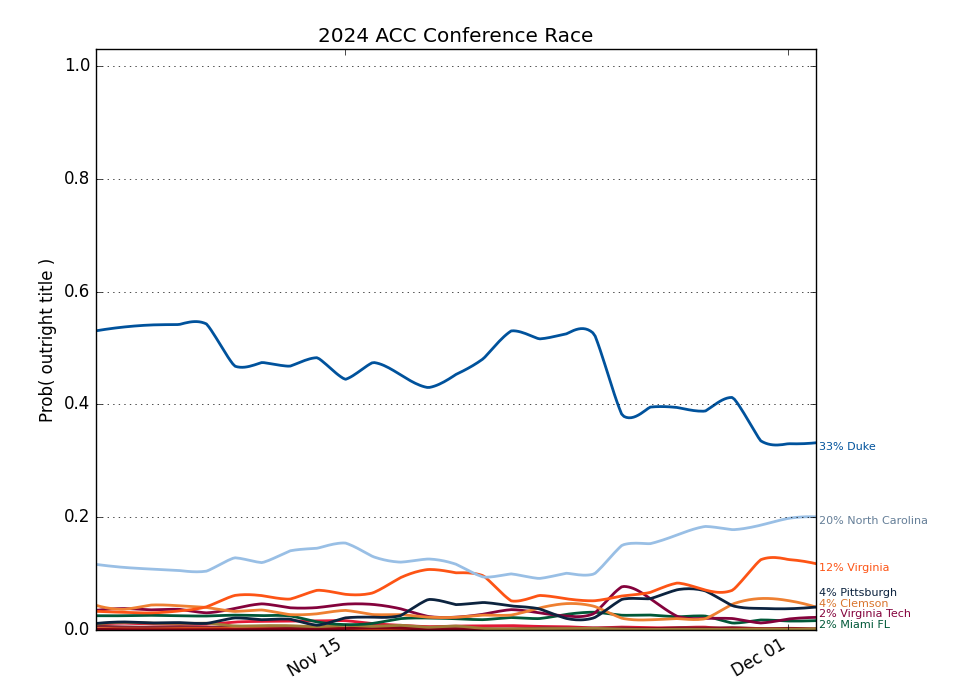 2024 ACC Conference Race
Prob( outright title )
1.0
0.8
0.6
0.4
0.2
0.0
Nov 15
Dec 01
33% Duke
20% North Carolina
12% Virginia
4% Pittsburgh
4% Clemson
2% Virginia Tech
2% Miami FL